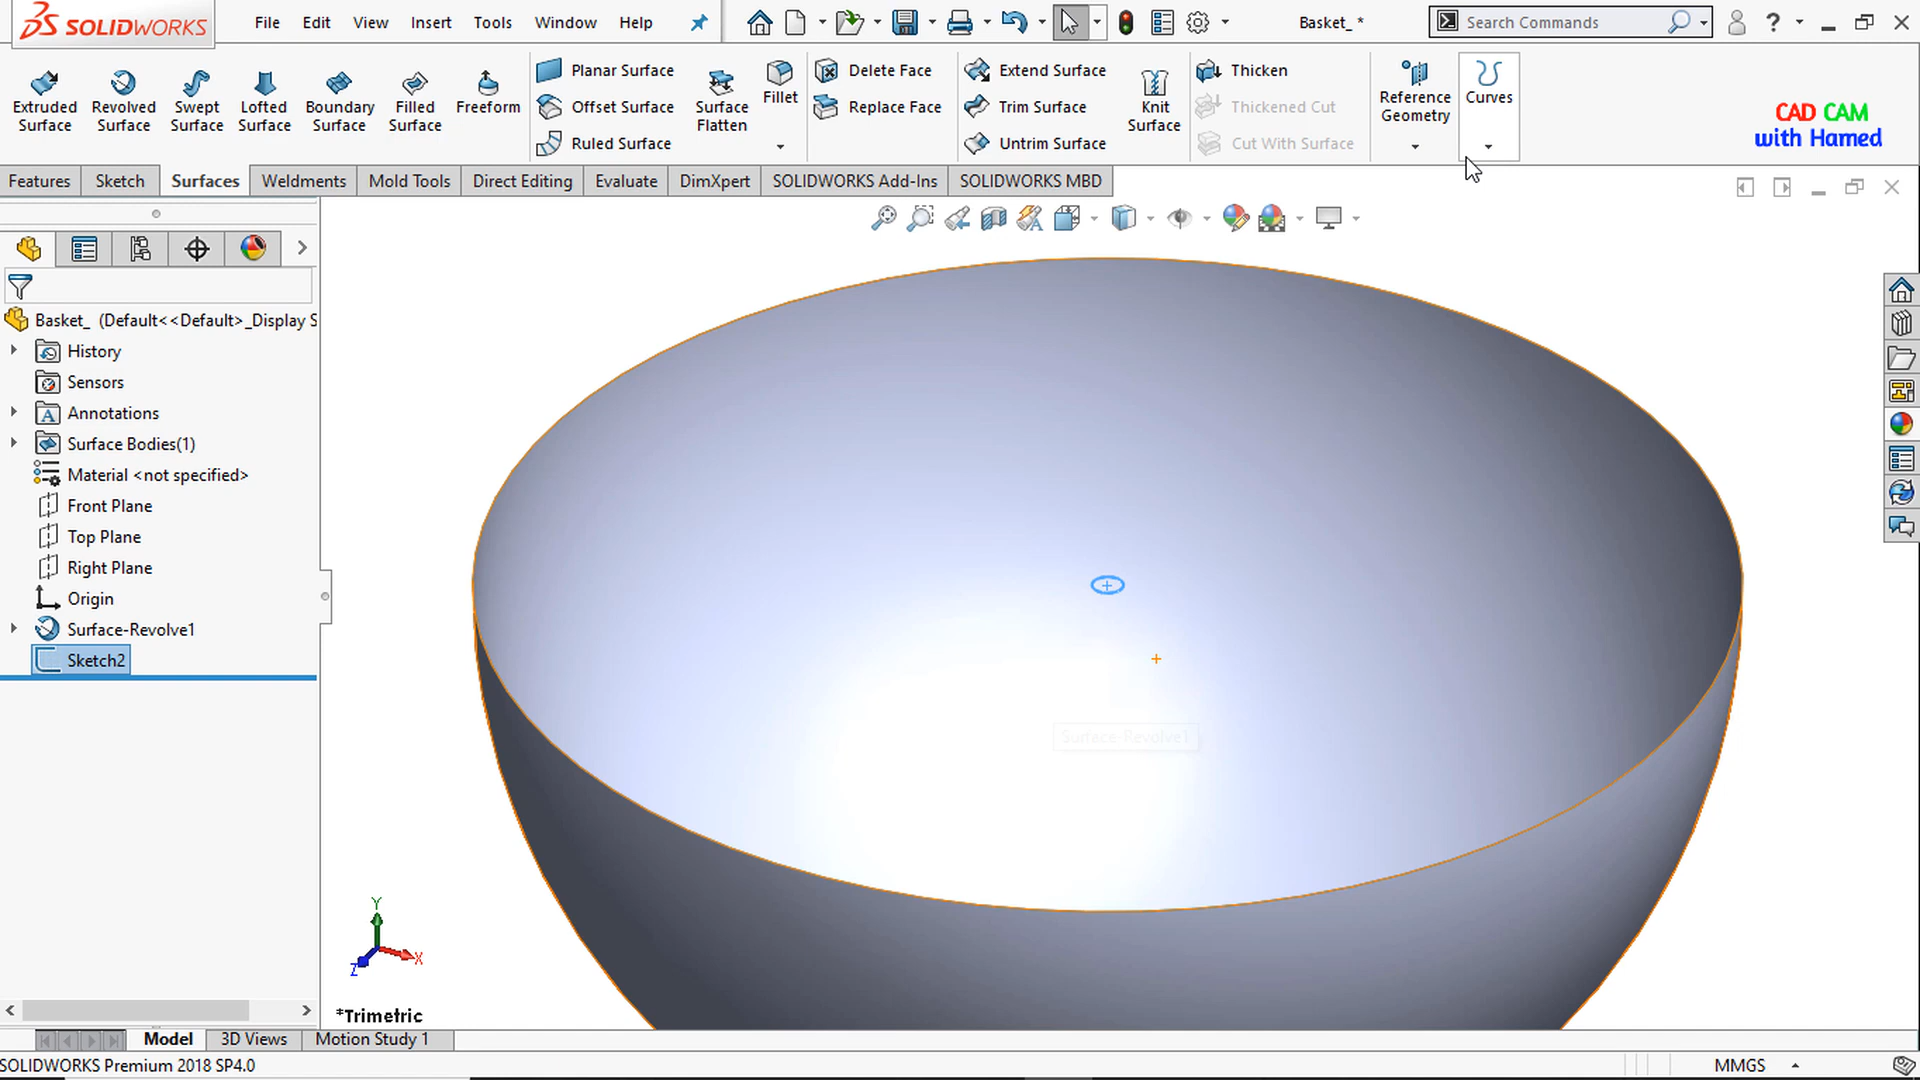 SOLIDWORKS
File Edit View Insert Tools Window Help
Basket_ *
Search Commands
Extruded Surface
Revolved Surface
Swept Surface
Lofted Surface
Boundary Surface
Filled Surface
Freeform
Planar Surface
Offset Surface
Ruled Surface
Surface Flatten
Fillet
Delete Face
Replace Face
Extend Surface
Trim Surface
Untrim Surface
Knit Surface
Thicken
Thickened Cut
Cut With Surface
Reference Geometry
Curves
CAD CAM
with Hamed
Features Sketch Surfaces Weldments Mold Tools Direct Editing Evaluate DimXpert SOLIDWORKS Add-Ins SOLIDWORKS MBD
Basket_ (Default<<Default>_Display S
History
Sensors
Annotations
Surface Bodies(1)
Material <not specified>
Front Plane
Top Plane
Right Plane
Origin
Surface-Revolve1
Sketch2
Surface-Revolve1
Y
X
Z
*Trimetric
Model 3D Views Motion Study 1
SOLIDWORKS Premium 2018 SP4.0
MMGS